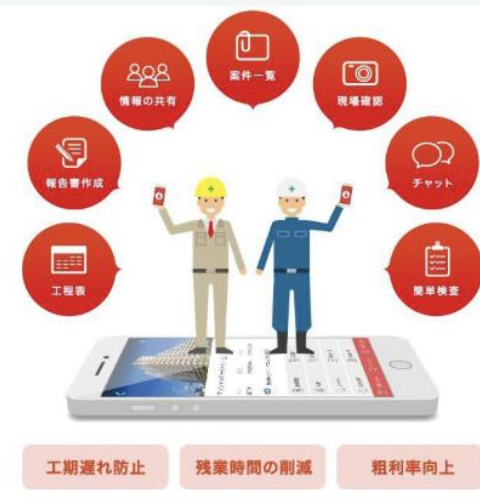 案件一覧
情報の共有
現場確認
報告書作成
チャット
工程表
簡単検査
工期遅れ防止
残業時間の削減
粗利率向上